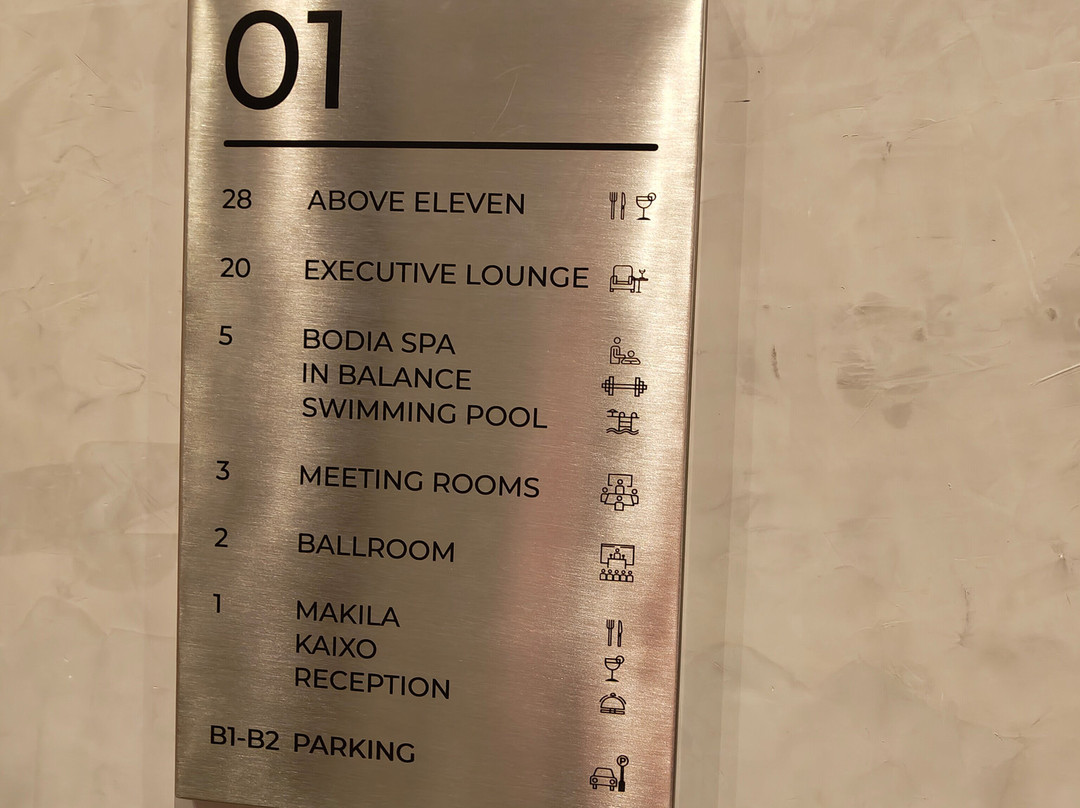 01
28 ABOVE ELEVEN
20 EXECUTIVE LOUNGE
5 BODIA SPA
IN BALANCE
SWIMMING POOL
3 MEETING ROOMS
2 BALLROOM
1 MAKILA
KAIXO
RECEPTION
B1-B2 PARKING
P